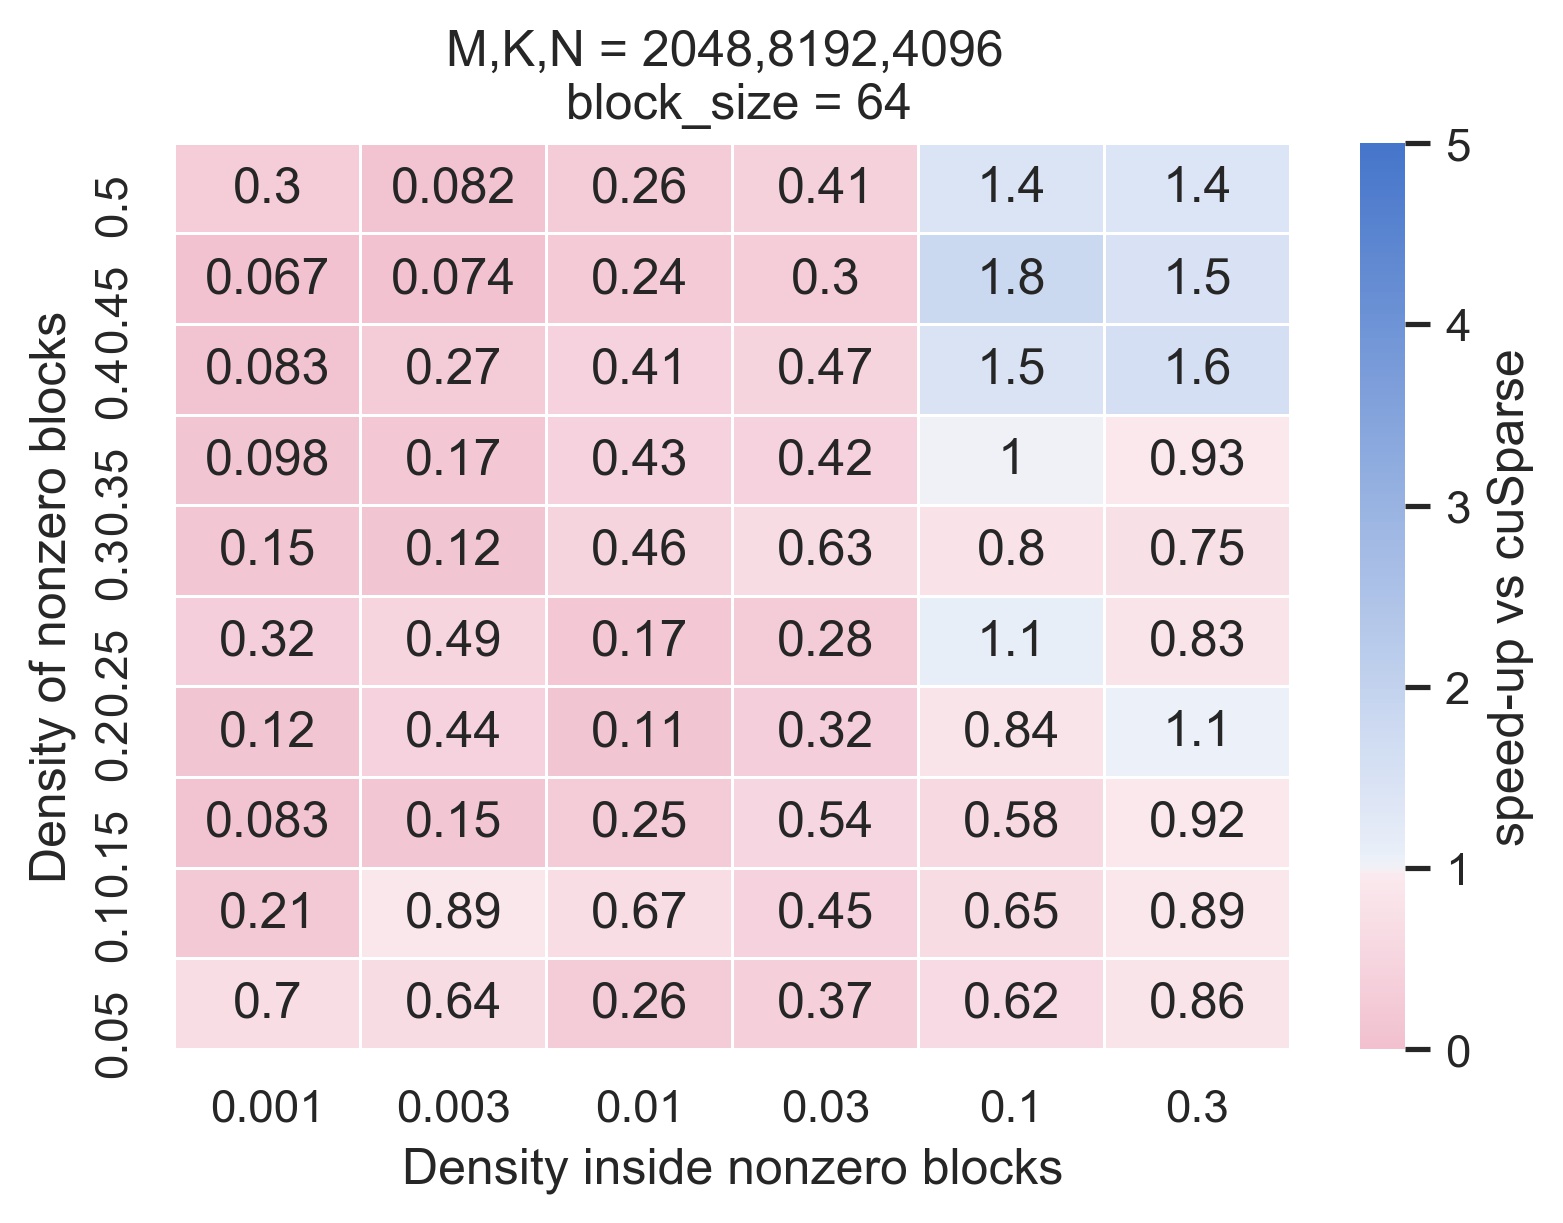 M,K,N = 2048,8192,4096
block_size = 64
Density of nonzero blocks
0.5 0.3 0.082 0.26 0.41 1.4 1.4
0.45 0.067 0.074 0.24 0.3 1.8 1.5
0.4 0.083 0.27 0.41 0.47 1.5 1.6
0.35 0.098 0.17 0.43 0.42 1 0.93
0.3 0.15 0.12 0.46 0.63 0.8 0.75
0.25 0.32 0.49 0.17 0.28 1.1 0.83
0.2 0.12 0.44 0.11 0.32 0.84 1.1
0.15 0.083 0.15 0.25 0.54 0.58 0.92
0.1 0.21 0.89 0.67 0.45 0.65 0.89
0.05 0.7 0.64 0.26 0.37 0.62 0.86
0.001 0.003 0.01 0.03 0.1 0.3
Density inside nonzero blocks
5
4
3
2
1
0
speed-up vs cuSparse